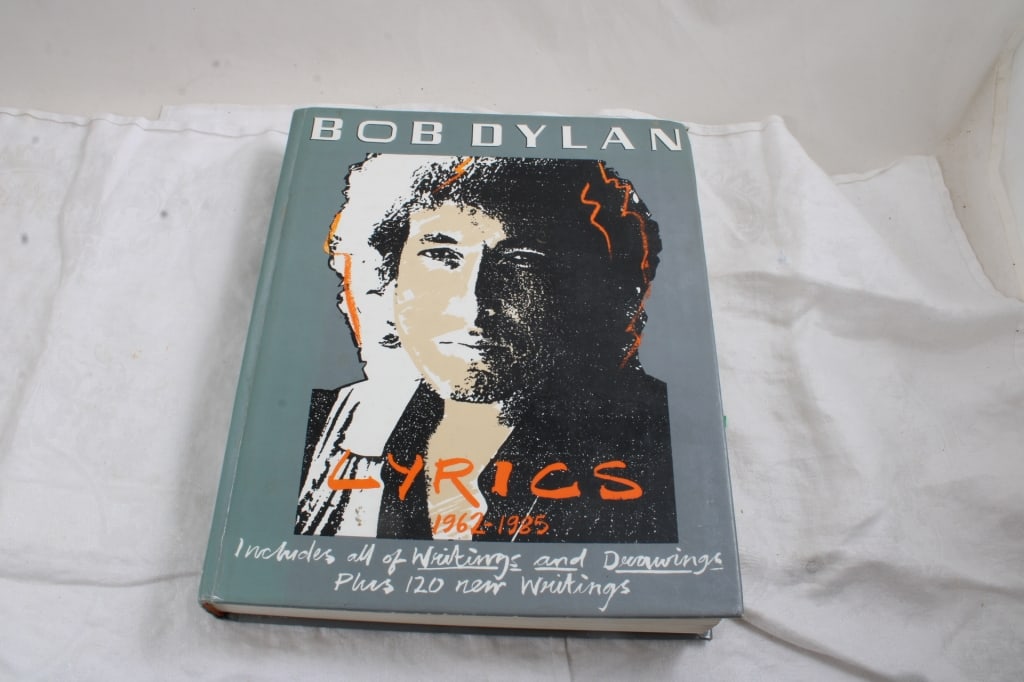 BOB DYLAN
LYRICS
1962-1985
Includes all of Writings and Drawings
Plus 120 new Writings